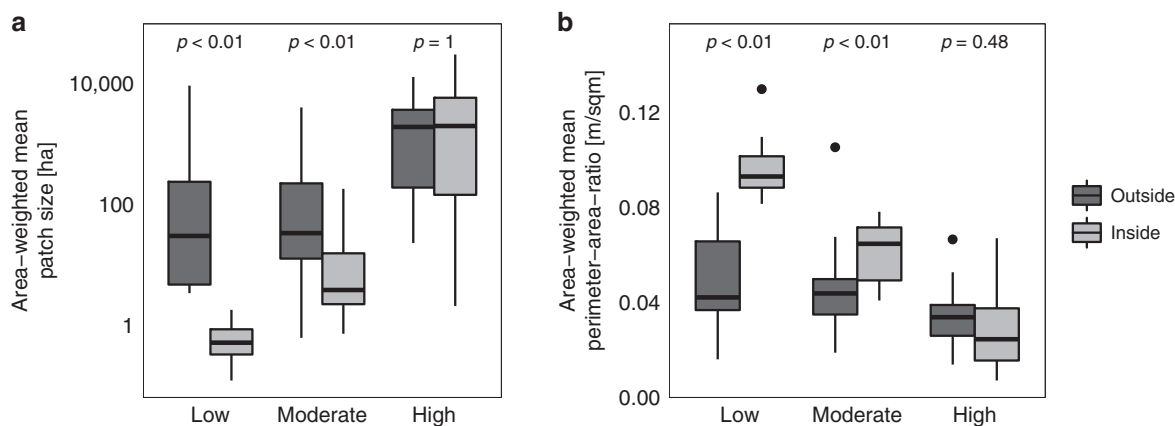 a
p < 0.01
p < 0.01
p = 1
10,000
100
1
Area−weighted mean
patch size [ha]
Low
Moderate
High
b
p < 0.01
p < 0.01
p = 0.48
0.12
0.08
0.04
0.00
Area−weighted mean
perimeter−area−ratio [m/sqm]
Low
Moderate
High
Outside
Inside